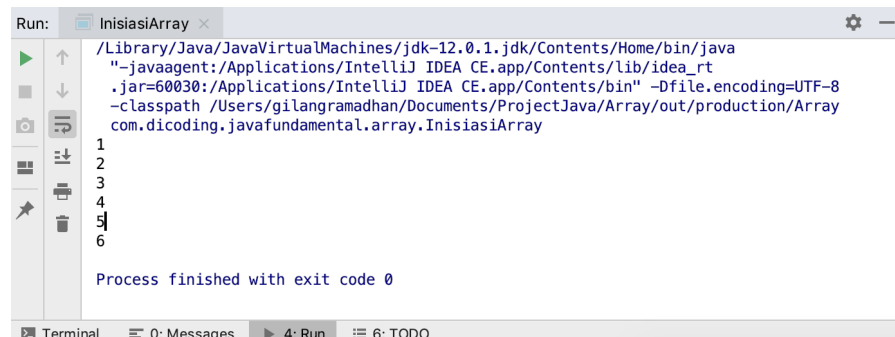 Run: InisiasiArray
/Library/Java/JavaVirtualMachines/jdk-12.0.1.jdk/Contents/Home/bin/java
"-javaagent:/Applications/IntelliJ IDEA CE.app/Contents/lib/idea_rt
.jar=60030:/Applications/IntelliJ IDEA CE.app/Contents/bin" -Dfile.encoding=UTF-8
-classpath /Users/gilangramadhan/Documents/ProjectJava/Array/out/production/Array
com.dicoding.javafundamental.array.InisiasiArray
1
2
3
4
5
6
Process finished with exit code 0
Terminal 0: Messages 4: Run 6: TODO